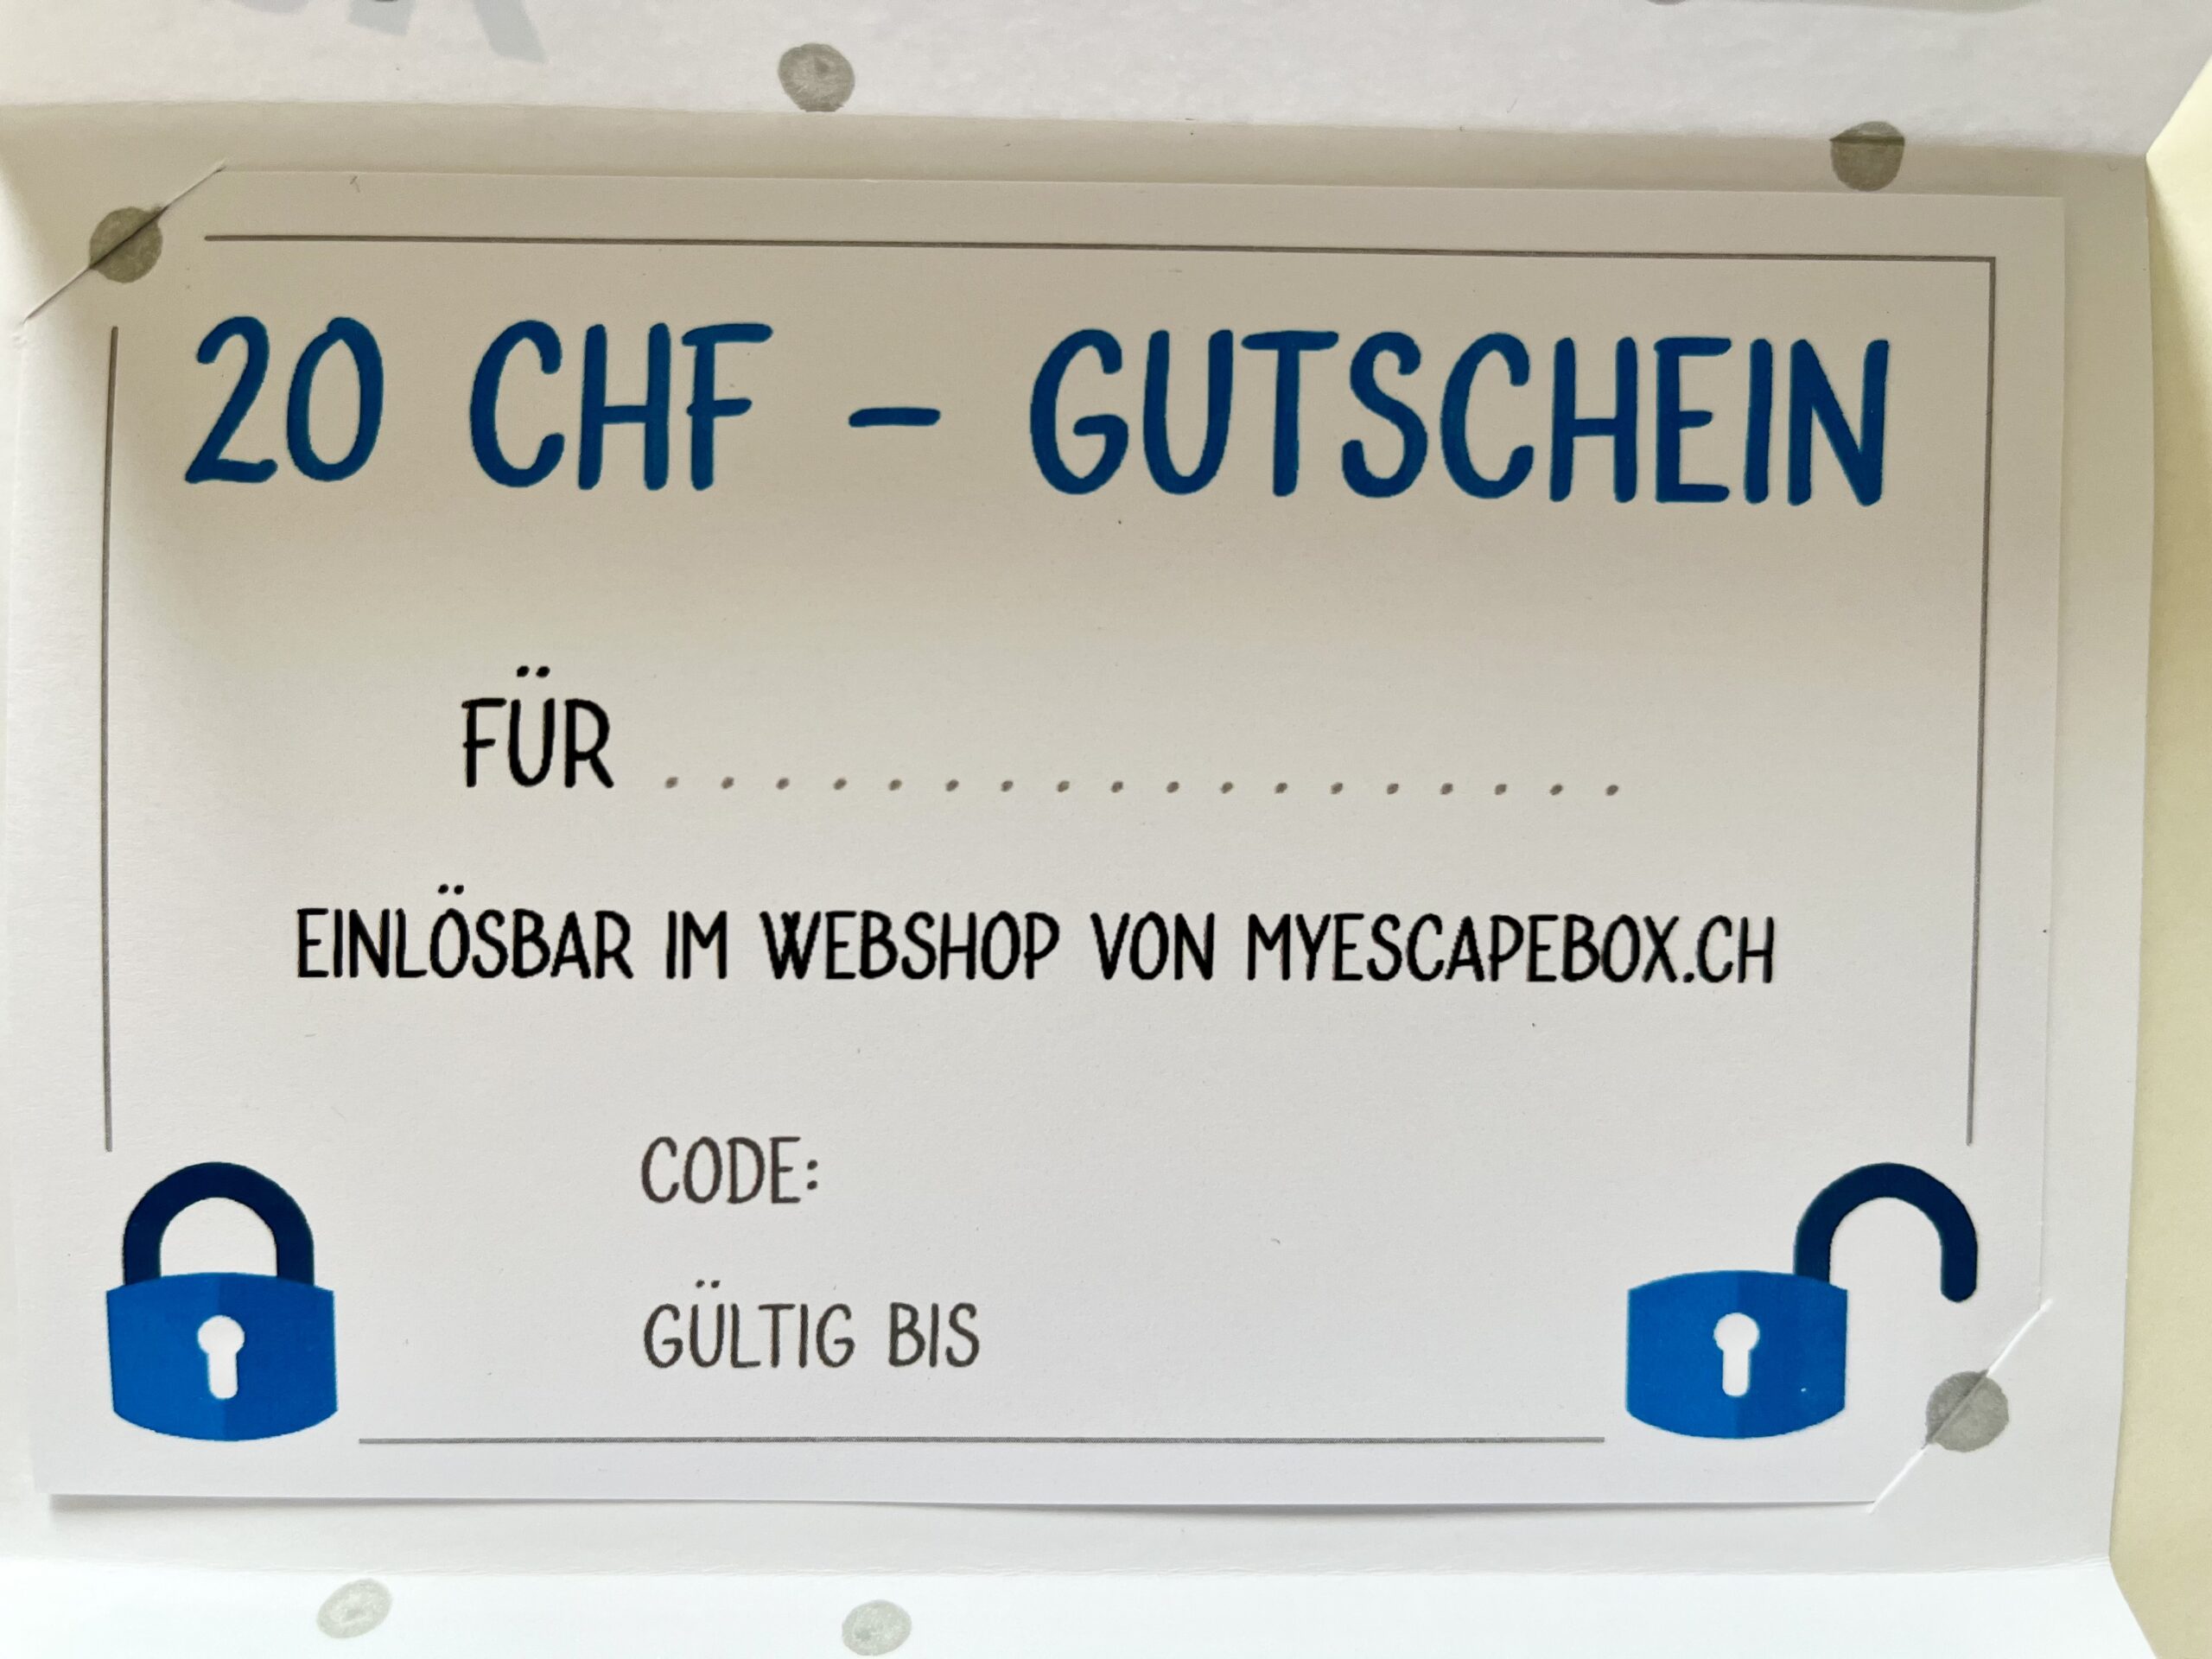 20 CHF – GUTSCHEIN
FÜR ..................
EINLÖSBAR IM WEBSHOP VON MYESCAPEBOX.CH
CODE:
GÜLTIG BIS